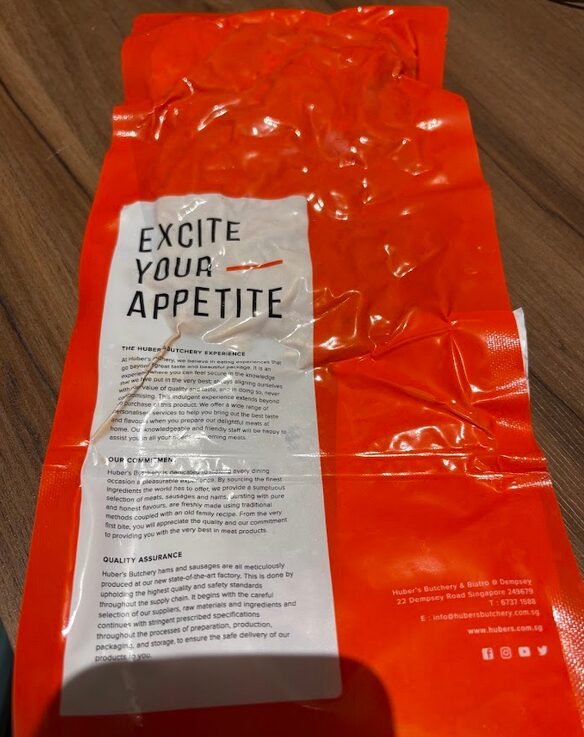 EXCITE
YOUR
APPETITE
THE HUBER'S BUTCHERY EXPERIENCE
At Huber's, we believe in eating experiences that
go beyond great taste and beautiful package. It is an
experience where you can feel secure in the knowledge
that we live out in the very best; always aligning ourselves
with value of quality and taste, and in doing so, never
This indulgent experience extends beyond
purchase of this product. We offer a wide range of
personalised services to help you bring out the best taste
and flavours when you prepare our delightful meats at
home. Our knowledgeable and friendly staff will be happy to
assist you in all your meats.
OUR COMMITMENT
Huber's Butchery is dedicated to every dining
occasion a pleasurable experience. By sourcing the finest
ingredients the world has to offer, we provide a sumptuous
selection of meats, sausages and hams, bursting with pure
and honest flavours, are freshly made using traditional
methods coupled with an old family recipe. From the very
first bite, you will appreciate the quality and our commitment
to providing you with the very best in meat products.
QUALITY ASSURANCE
Huber's Butchery hams and sausages are all meticulously
produced at our new state-of-the-art factory. This is done by
upholding the highest quality and safety standards
throughout the supply chain. It begins with the careful
selection of our suppliers, raw materials and ingredients and
continues with stringent prescribed specifications
throughout the processes of preparation, production,
packaging, and storage, to ensure the safe delivery of our
products to you.
Huber's Butchery & Bistro @ Dempsey
22 Dempsey Road Singapore 249679
T : 6737 1588
E : info@hubersbutchery.com.sg
www.hubers.com.sg